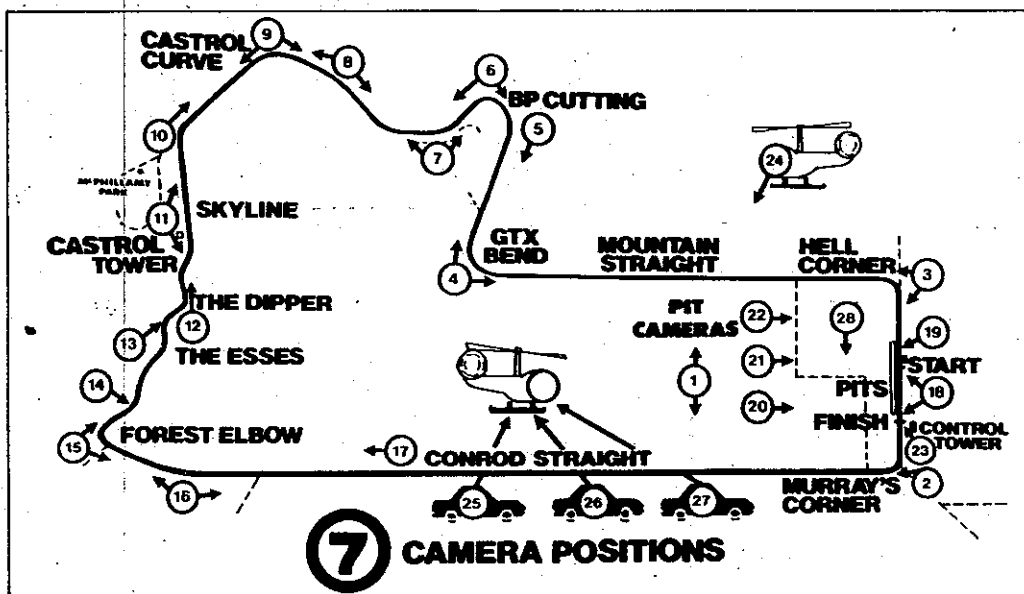 CASTROL
CURVE
9
8
6
BP CUTTING
5
10
7
24
McPHILLAMY
PARK
11
SKYLINE
CASTROL
TOWER
GTX
BEND
MOUNTAIN
STRAIGHT
HELL
CORNER
4
3
THE DIPPER
12
PIT
CAMERAS
22
28
19
13
THE ESSES
21
START
1
PITS
18
14
20
FINISH
CONTROL
TOWER
15
FOREST ELBOW
17
CONROD STRAIGHT
23
16
25
26
27
MURRAY'S
CORNER
2
7 CAMERA POSITIONS